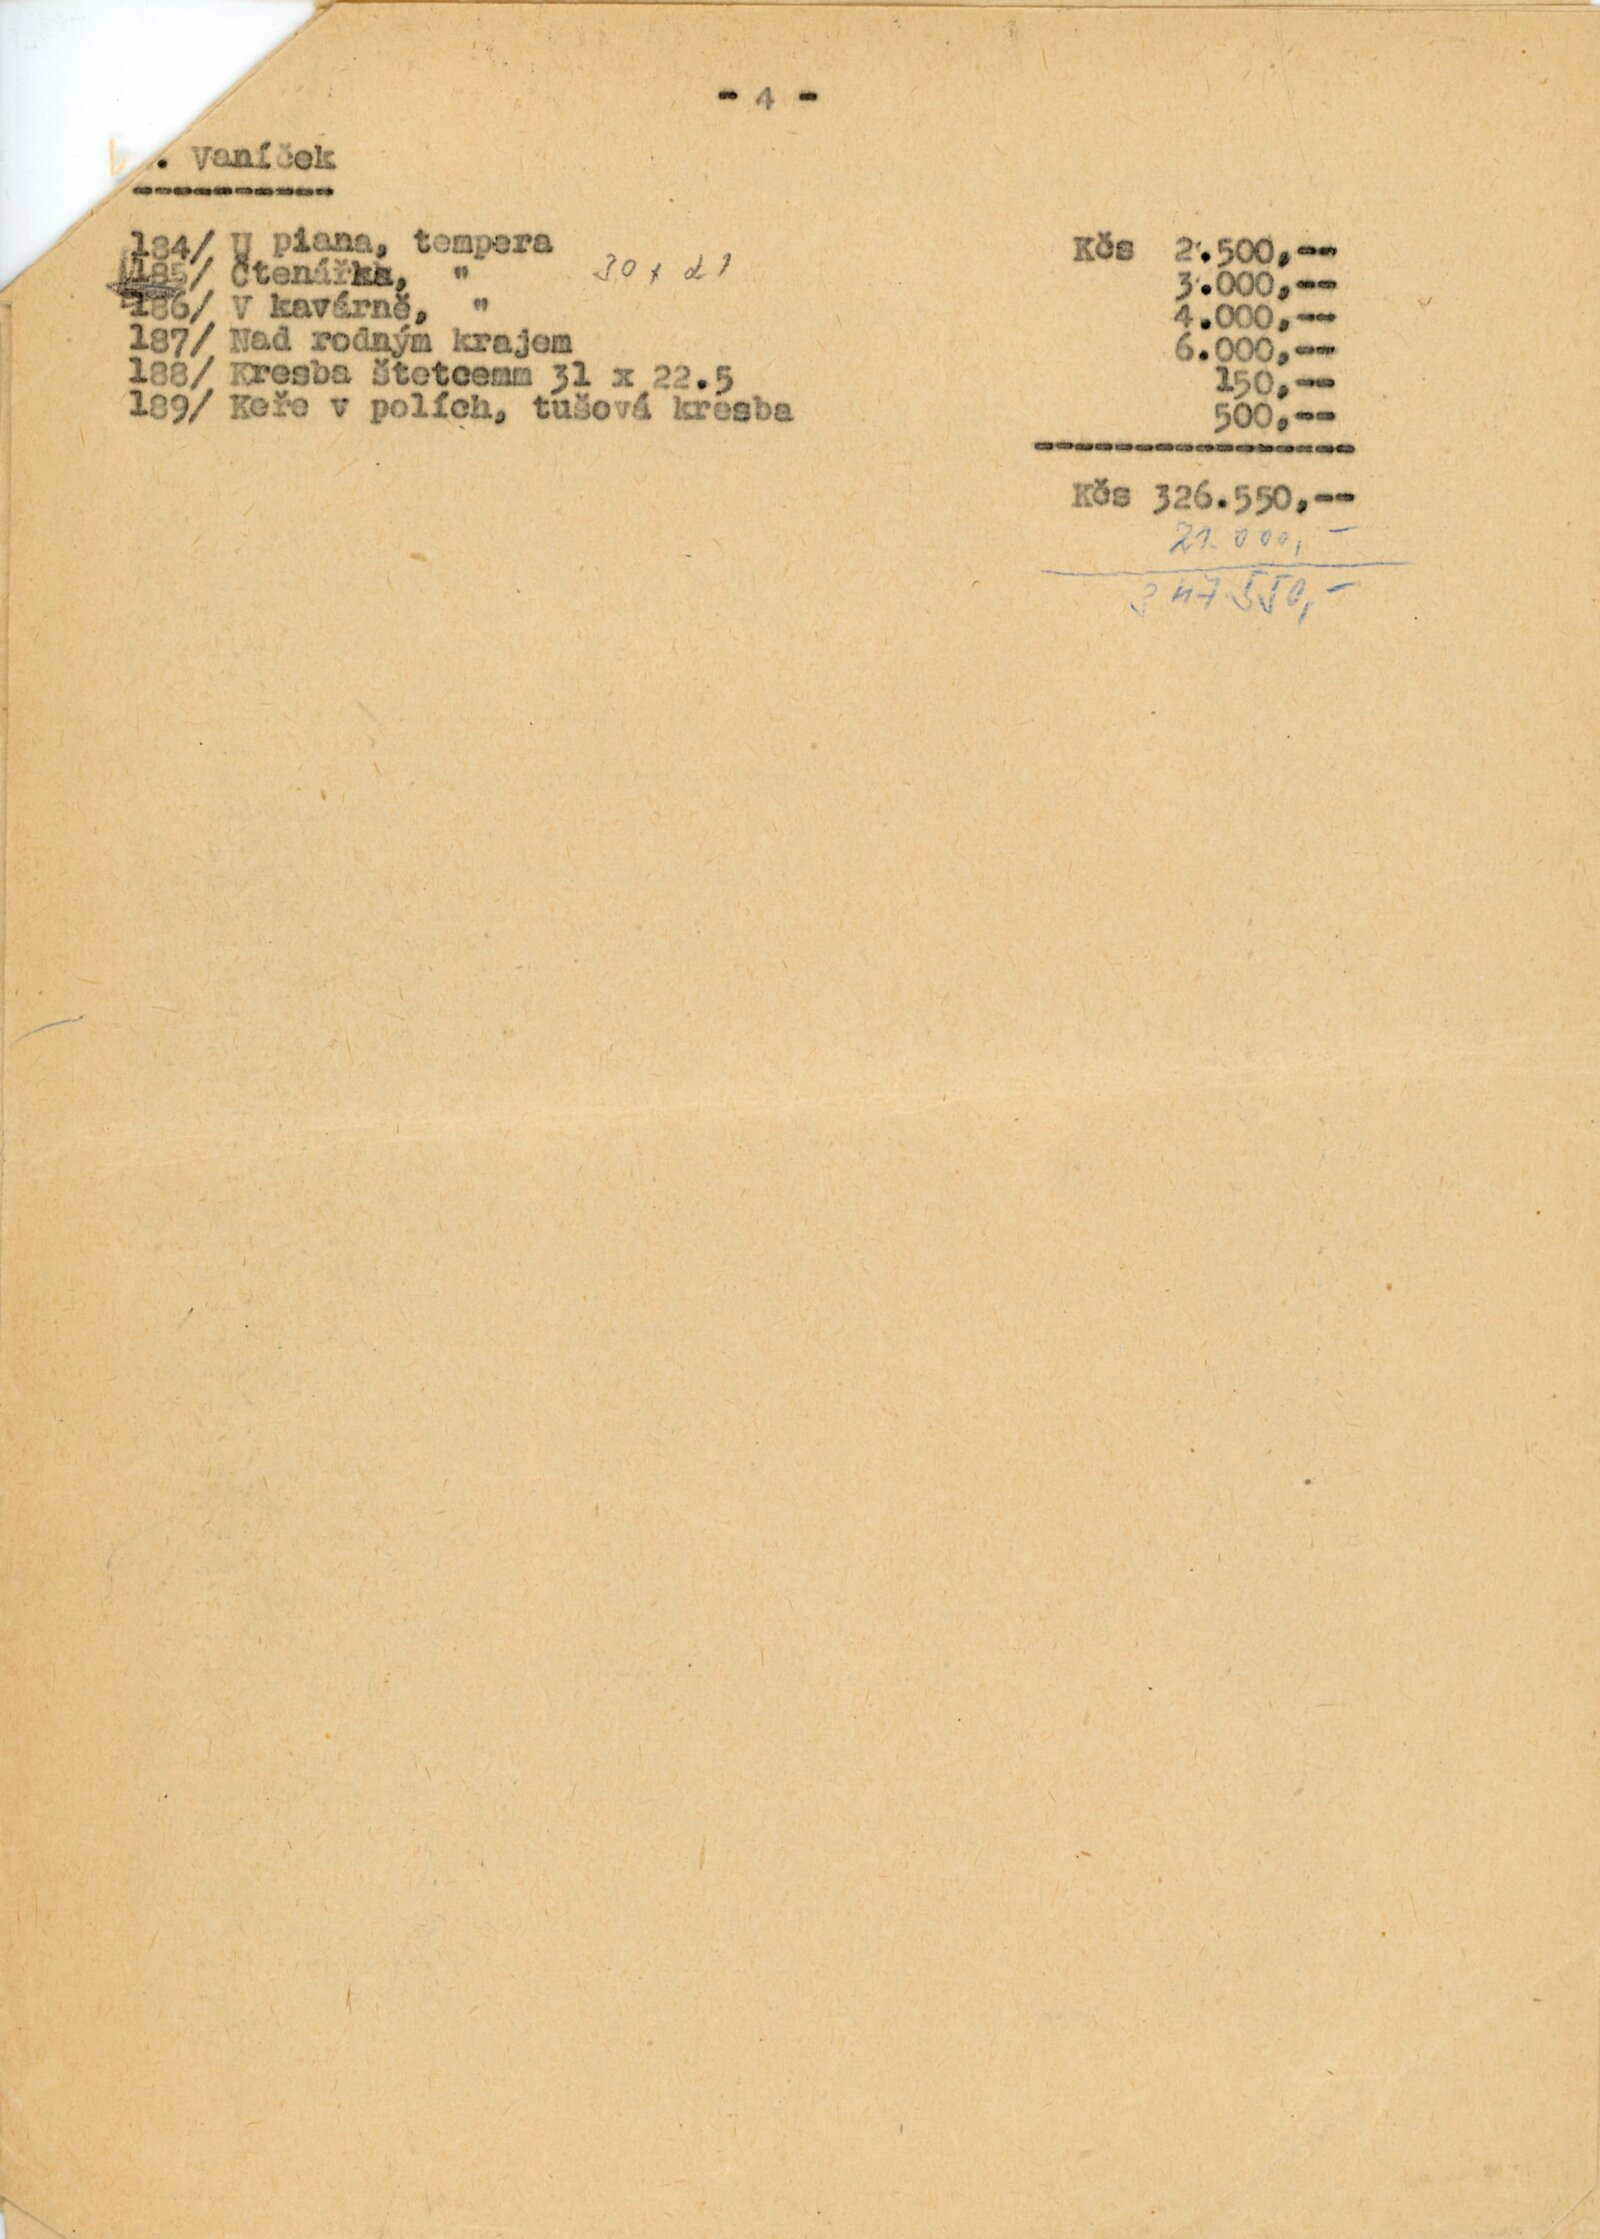 - 4 -
. Vaníček
184/ U piana, tempera Kčs 2.500,--
185/ Čtenářka, " 30 x 21 3.000,--
186/ V kavárně, " 4.000,--
187/ Nad rodným krajem 6.000,--
188/ Kresba štetcemm 31 x 22.5 150,--
189/ Keře v polích, tušová kresba 500,--
Kčs 326.550,--
21.000,-
347 550,-